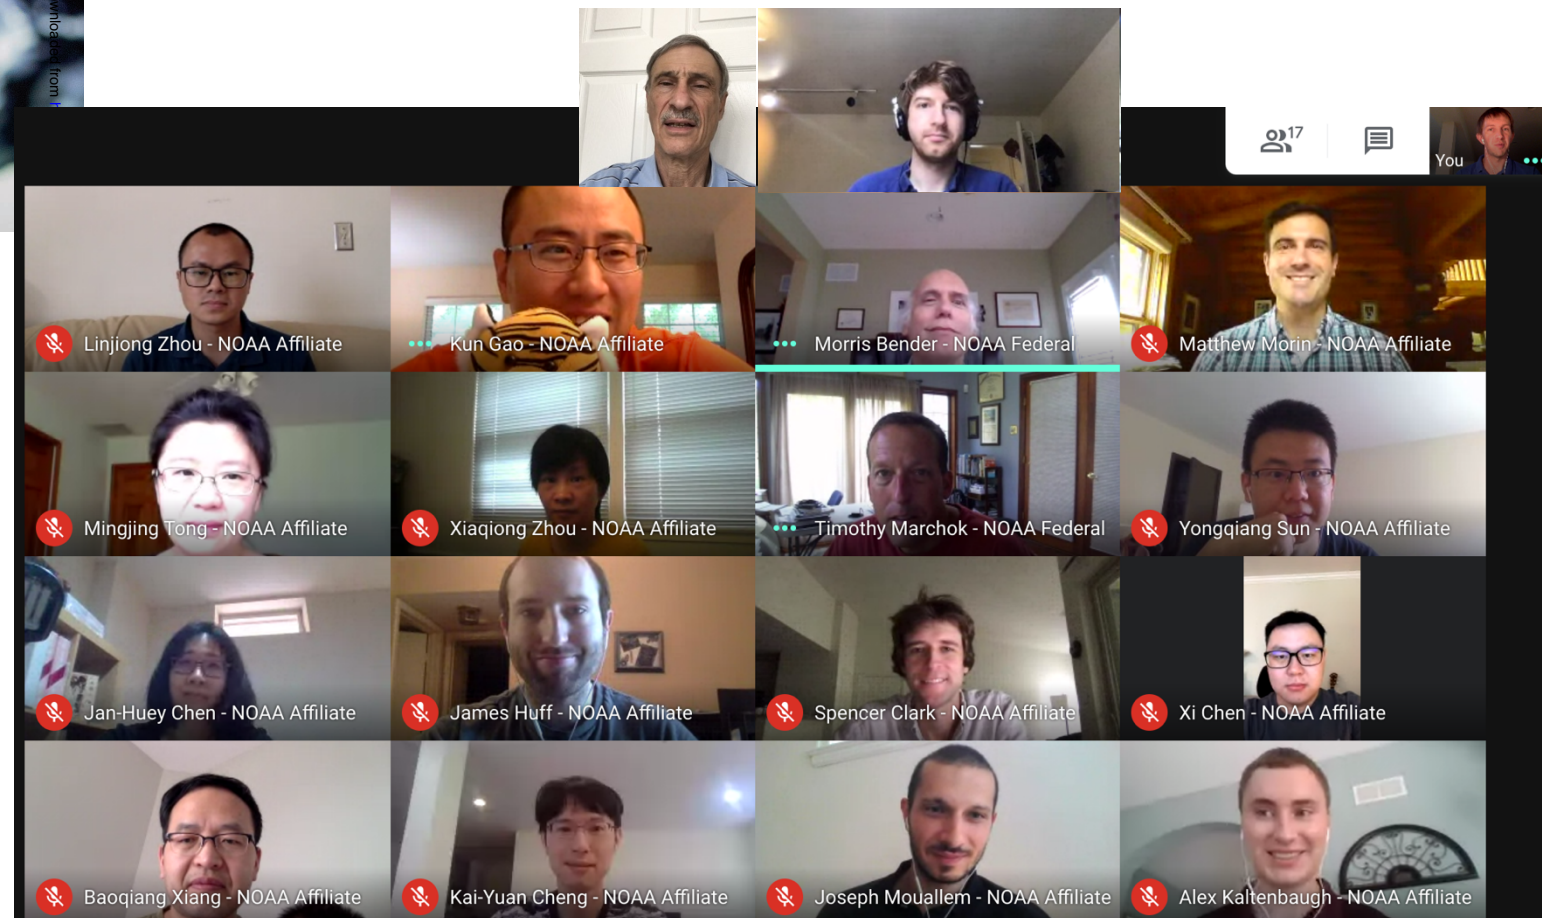 wnloaded from h
17
You
Linjiong Zhou - NOAA Affiliate
Kun Gao - NOAA Affiliate
Morris Bender - NOAA Federal
Matthew Morin - NOAA Affiliate
Mingjing Tong - NOAA Affiliate
Xiaqiong Zhou - NOAA Affiliate
Timothy Marchok - NOAA Federal
Yongqiang Sun - NOAA Affiliate
Jan-Huey Chen - NOAA Affiliate
James Huff - NOAA Affiliate
Spencer Clark - NOAA Affiliate
Xi Chen - NOAA Affiliate
Baoqiang Xiang - NOAA Affiliate
Kai-Yuan Cheng - NOAA Affiliate
Joseph Mouallem - NOAA Affiliate
Alex Kaltenbaugh - NOAA Affiliate